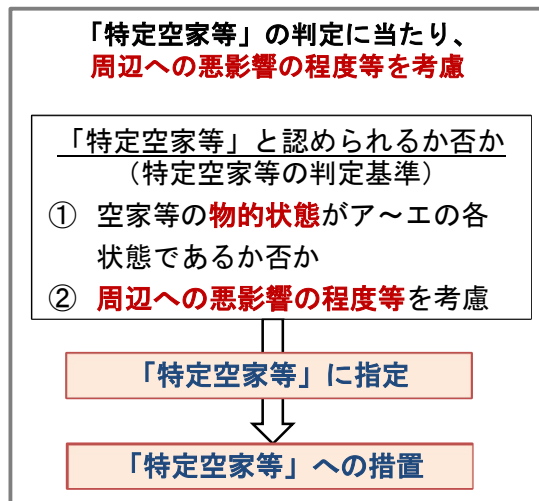 「特定空家等」の判定に当たり、
周辺への悪影響の程度等を考慮
「特定空家等」と認められるか否か
（特定空家等の判定基準）
① 空家等の物的状態がア～エの各
状態であるか否か
② 周辺への悪影響の程度等を考慮
「特定空家等」に指定
「特定空家等」への措置